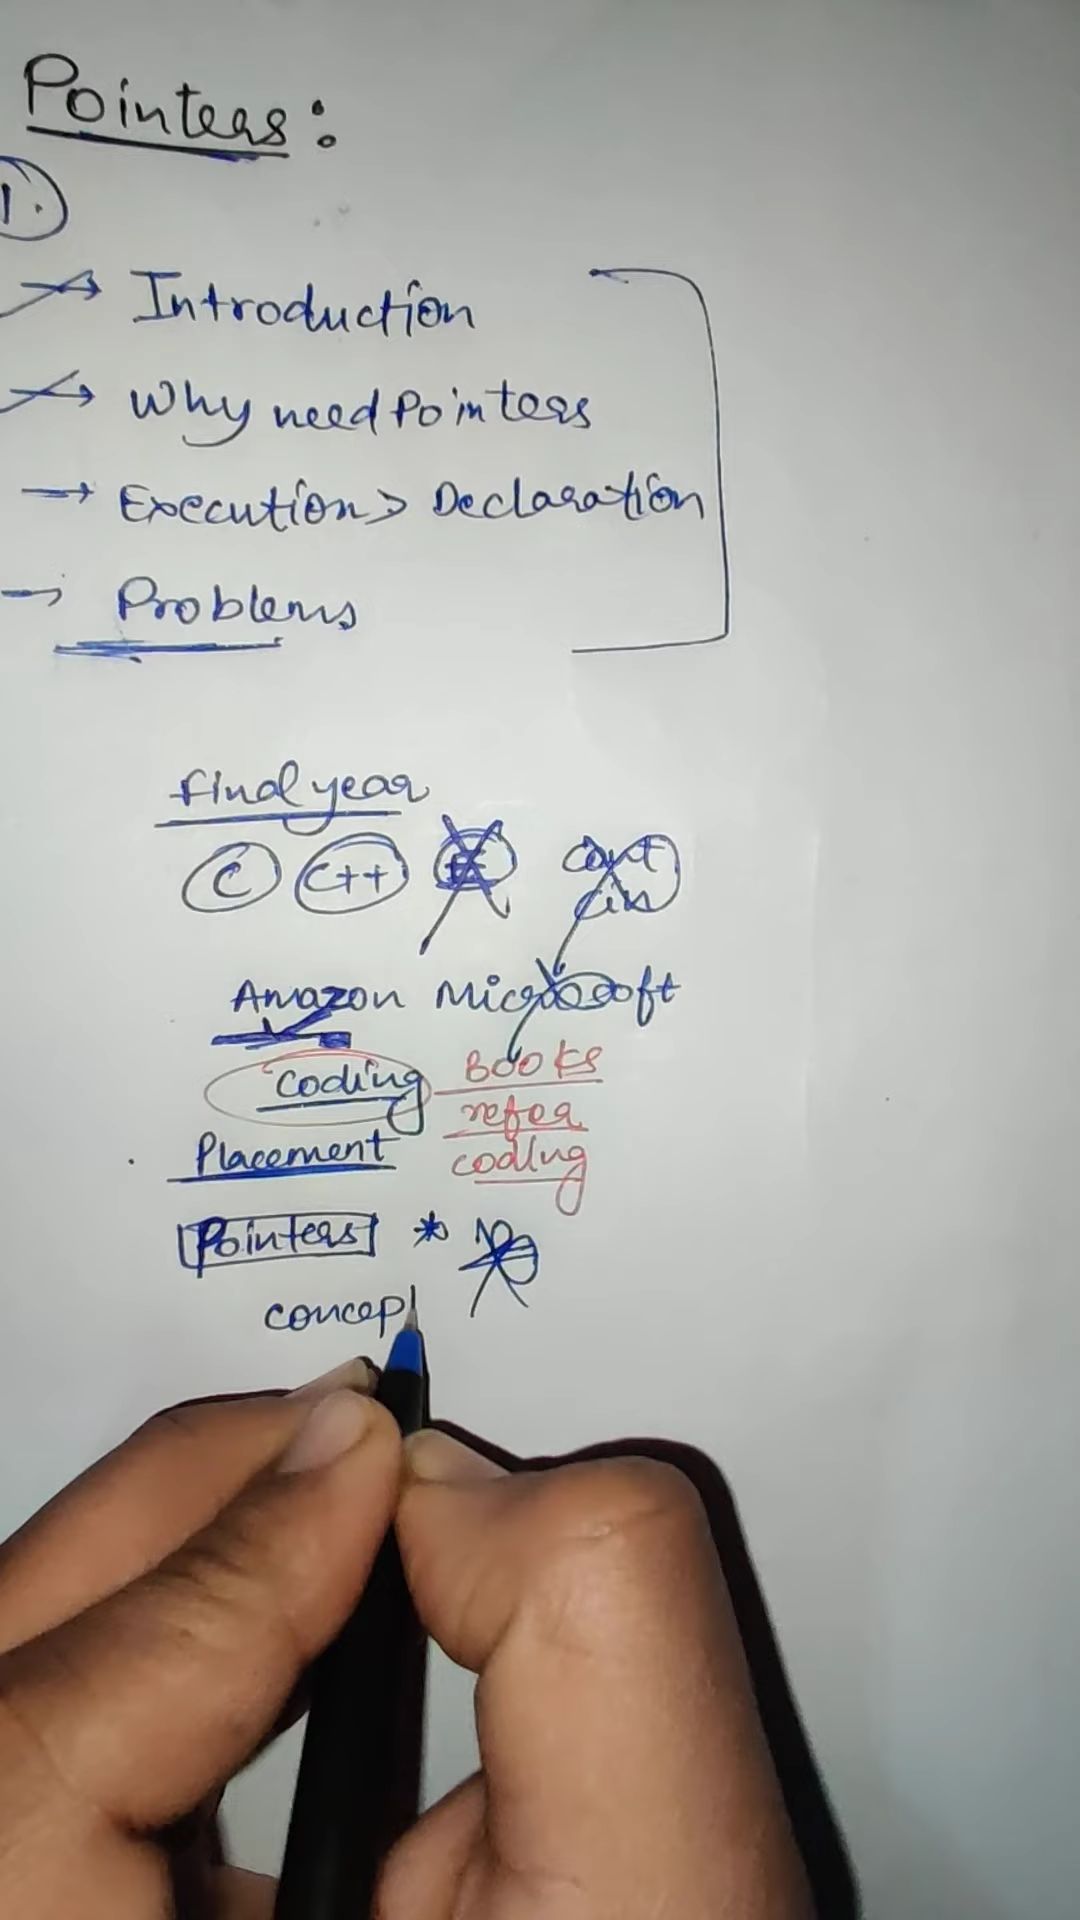 Pointers:
1.
→ Introduction
→ Why need Pointers
→ Execution > Declaration
→ Problems
final year
C C++
cout
cin
Amazon Microsoft
coding Books
refer
Placement coding
Pointers *
concep